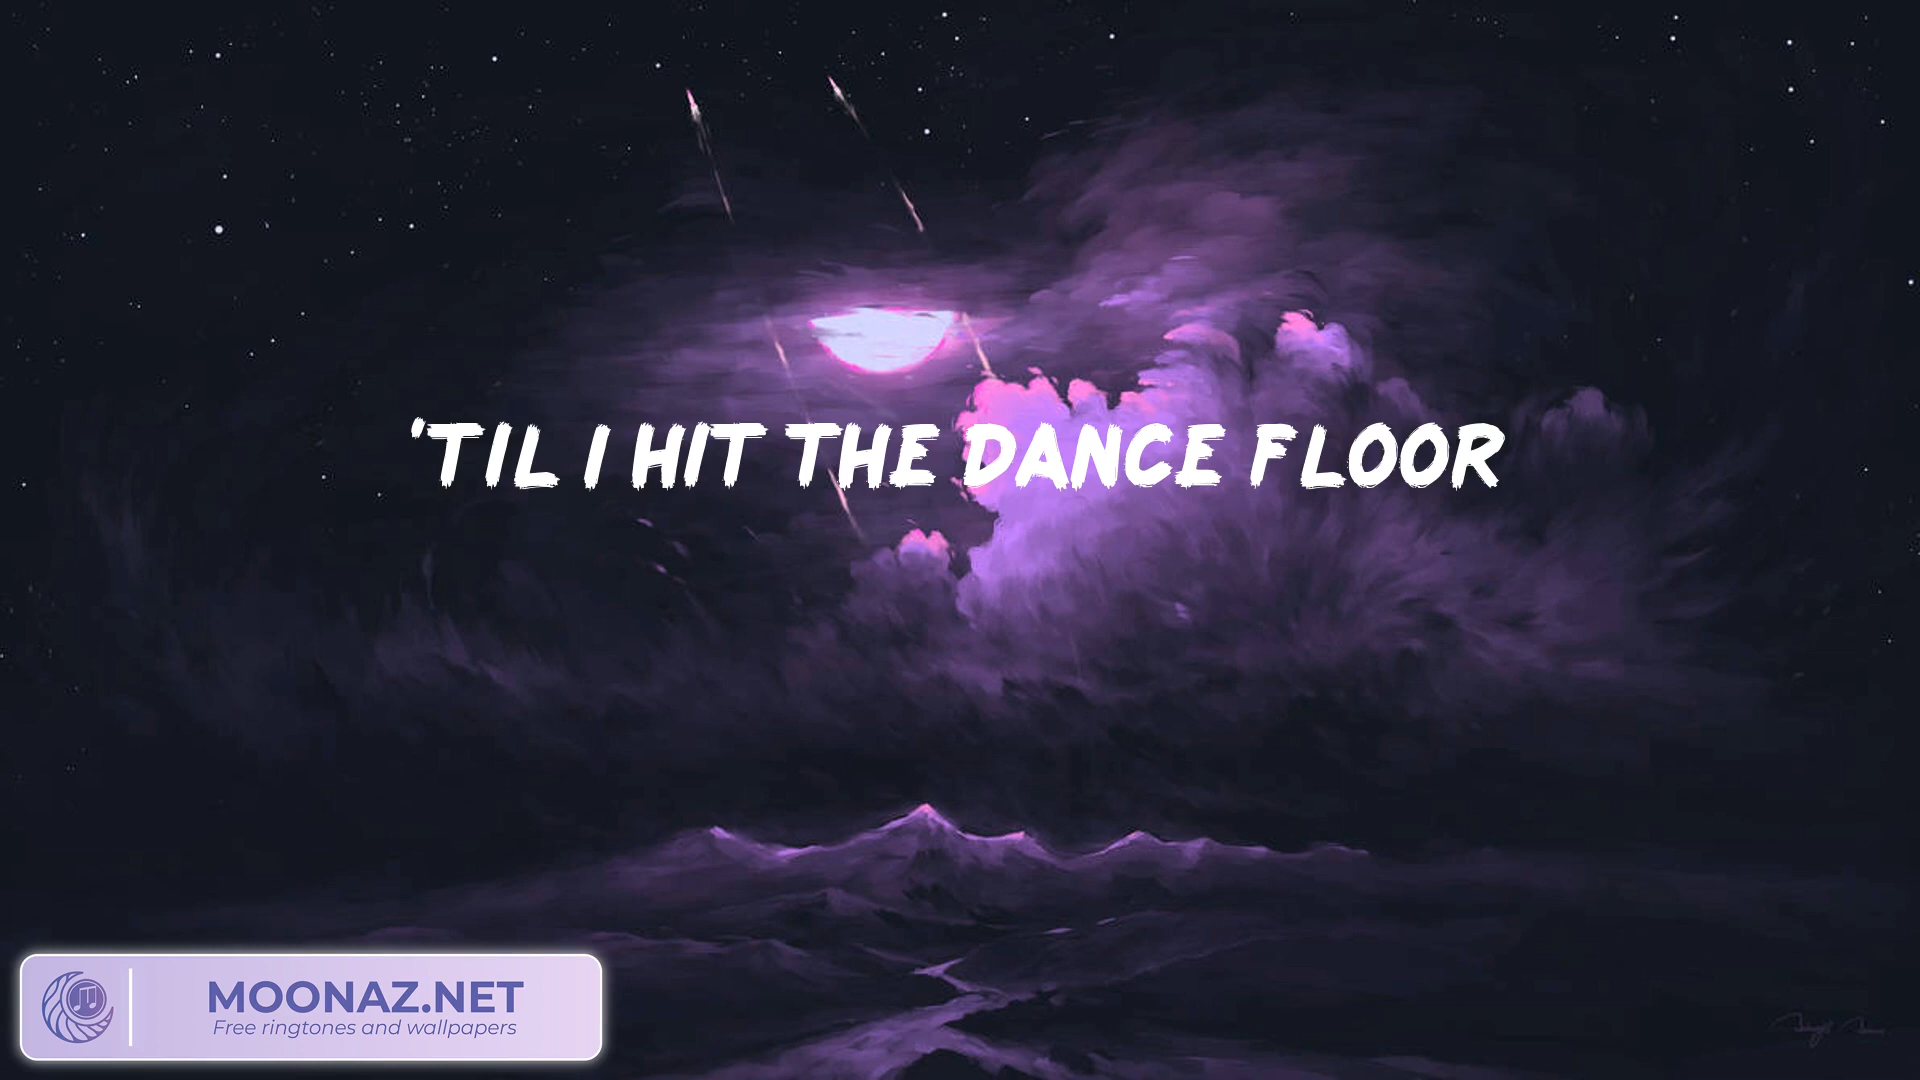 'TIL I HIT THE DANCE FLOOR
MOONAZ.NET
Free ringtones and wallpapers